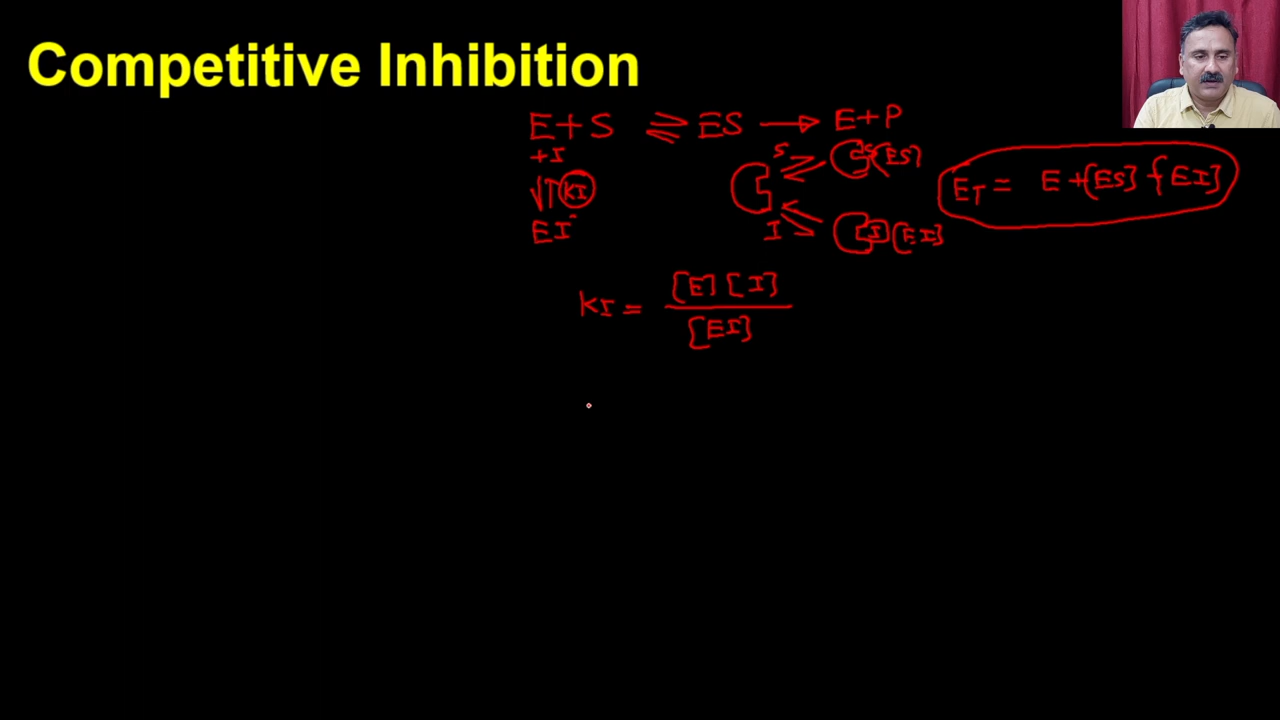 Competitive Inhibition
E + S ⇌ ES → E + P
+ I
KI
EI
S
(ES)
I
I
(EI]
ET = E + [ES] + [EI]
KI = [E] [I]
[EI]